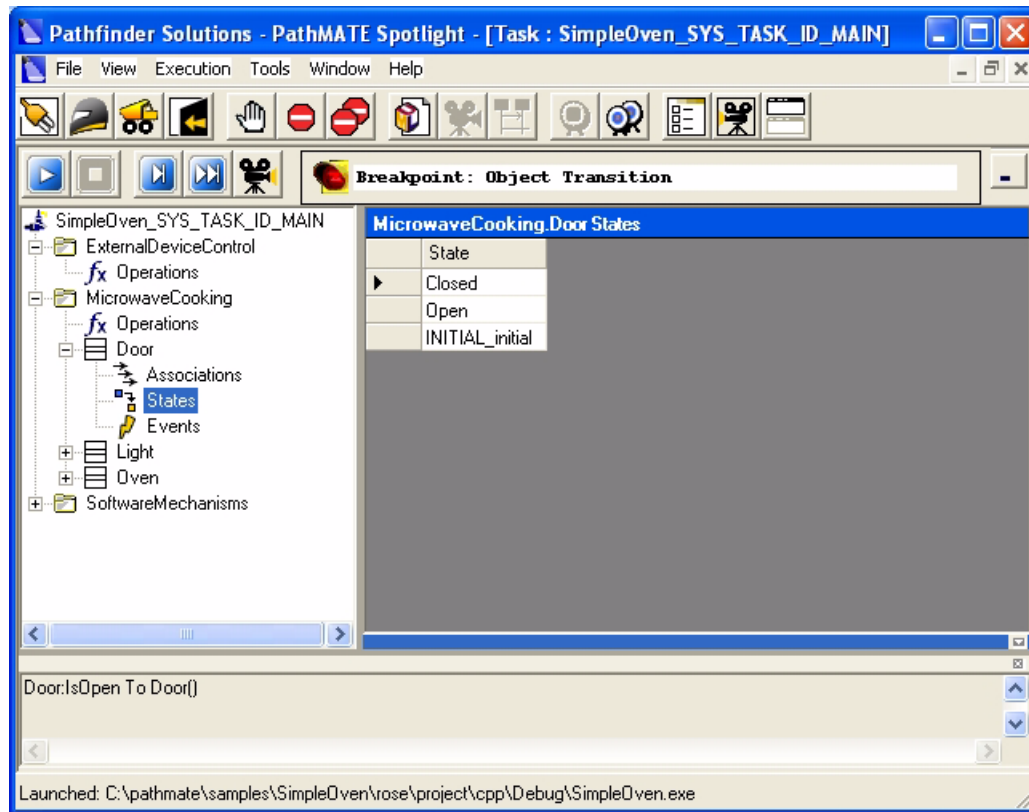 Pathfinder Solutions - PathMATE Spotlight - [Task : SimpleOven_SYS_TASK_ID_MAIN]
File View Execution Tools Window Help
Breakpoint: Object Transition
SimpleOven_SYS_TASK_ID_MAIN
ExternalDeviceControl
fx Operations
MicrowaveCooking
fx Operations
Door
Associations
States
Events
Light
Oven
SoftwareMechanisms
MicrowaveCooking.Door States
State
Closed
Open
INITIAL_initial
Door:IsOpen To Door()
Launched: C:\pathmate\samples\SimpleOven\rose\project\cpp\Debug\SimpleOven.exe